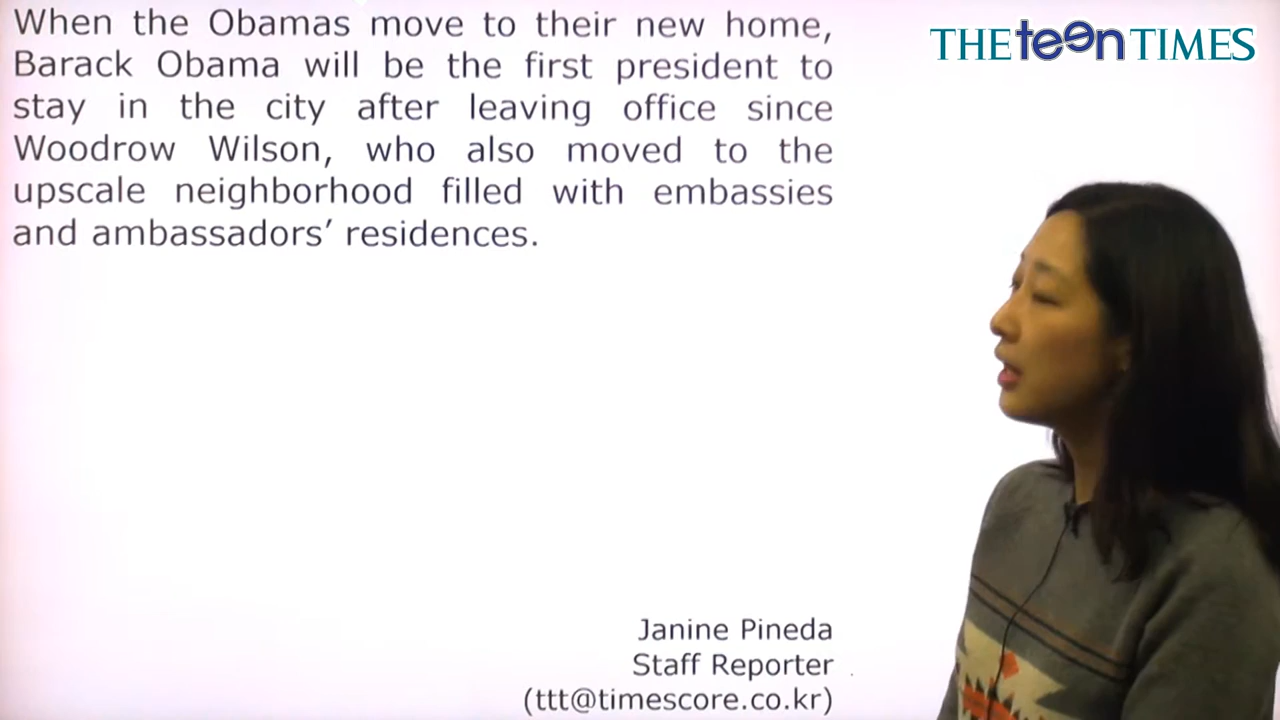 When the Obamas move to their new home,
Barack Obama will be the first president to
stay in the city after leaving office since
Woodrow Wilson, who also moved to the
upscale neighborhood filled with embassies
and ambassadors’ residences.
THE teen TIMES
Janine Pineda
Staff Reporter
(ttt@timescore.co.kr)